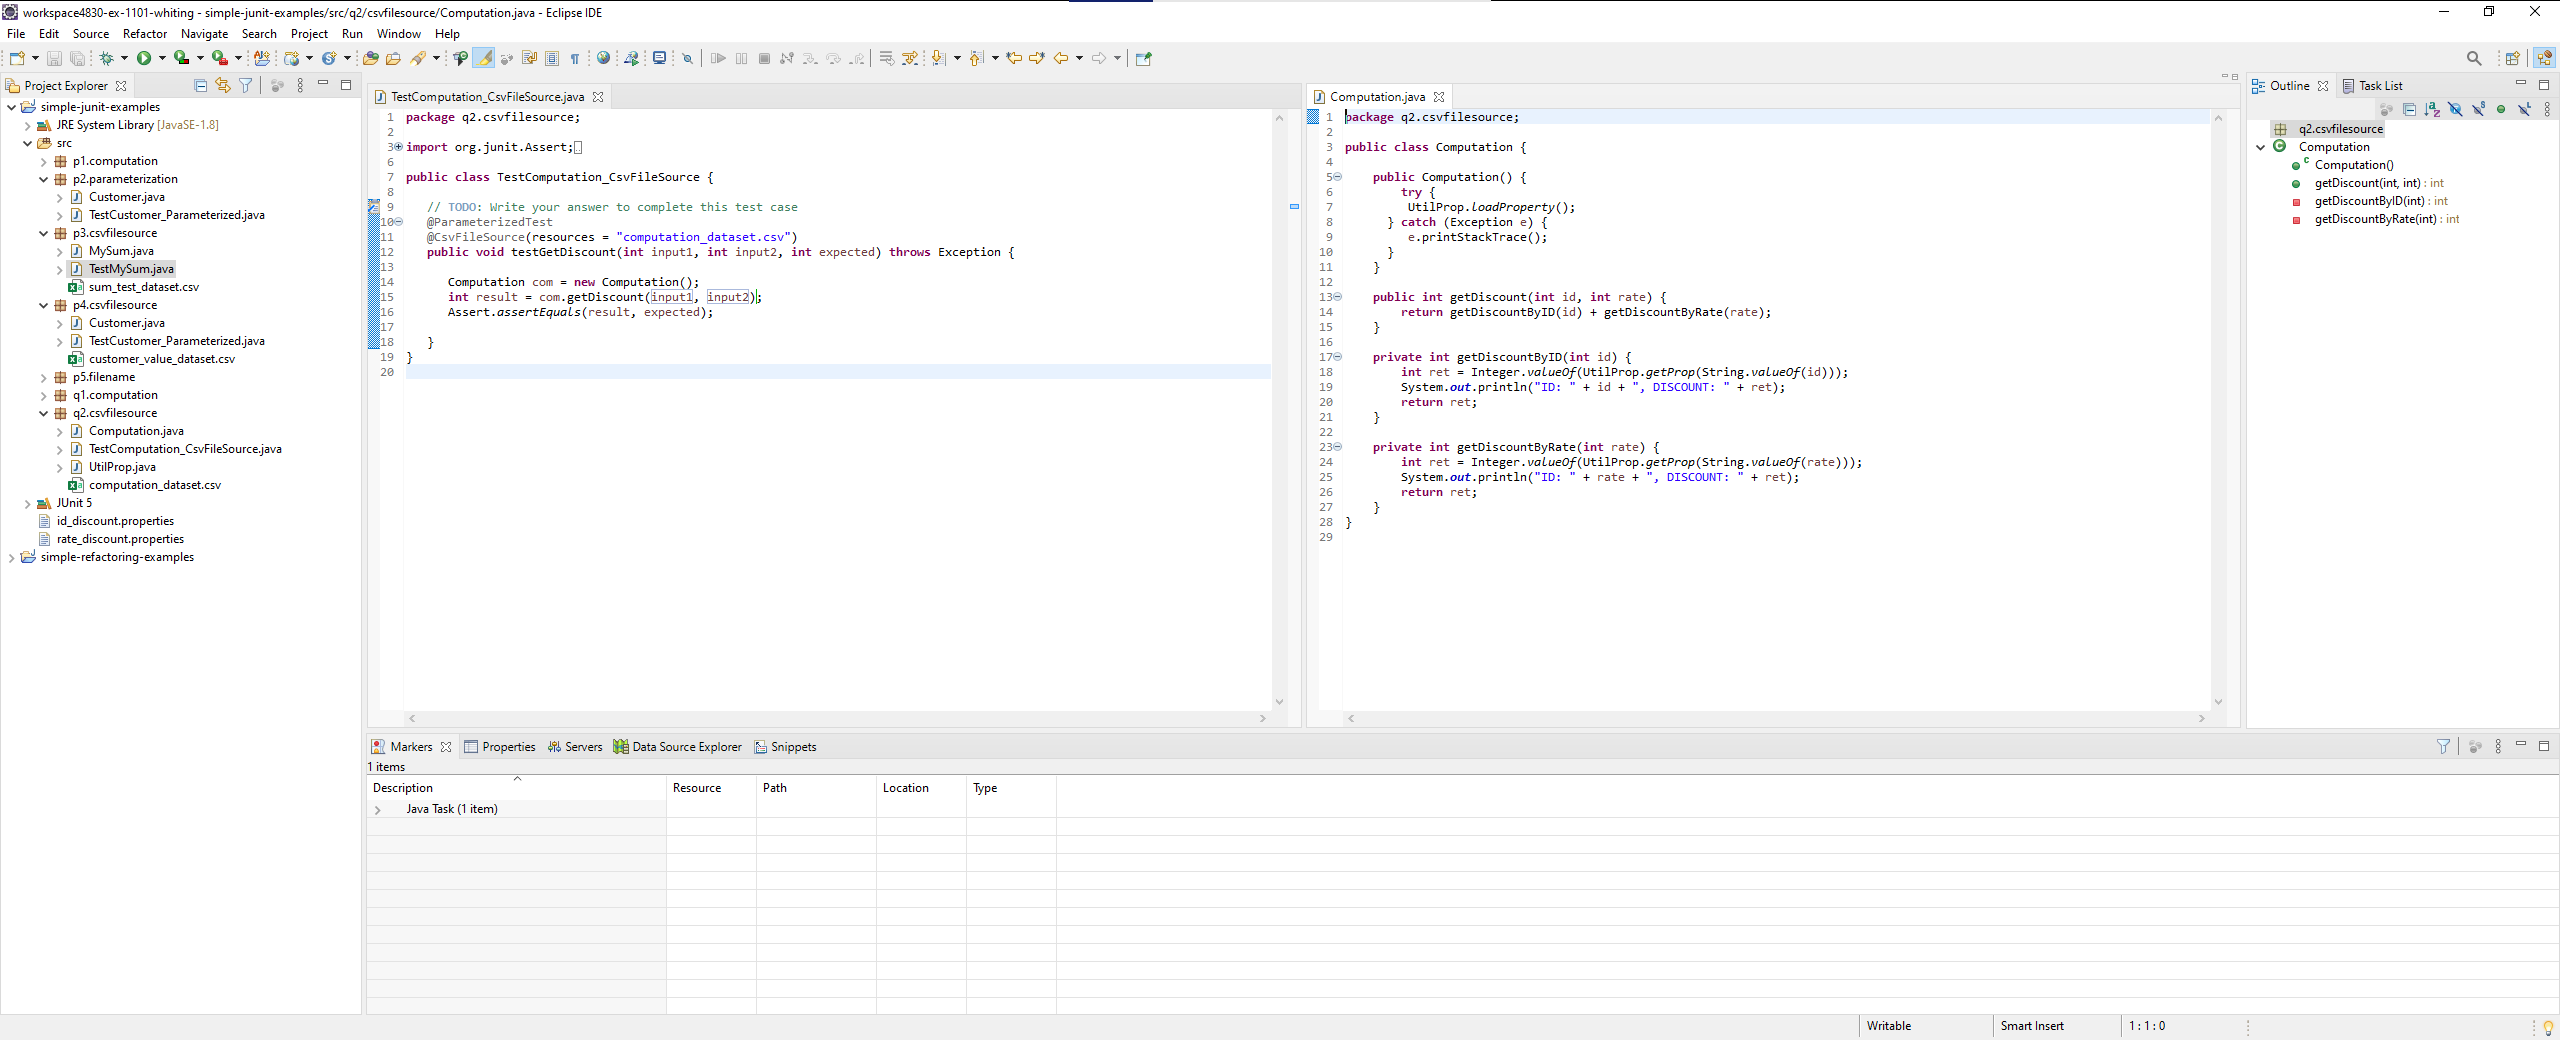 workspace4830-ex-1101-whiting - simple-junit-examples/src/q2/csvfilesource/Computation.java - Eclipse IDE
File Edit Source Refactor Navigate Search Project Run Window Help
Project Explorer
simple-junit-examples
JRE System Library [JavaSE-1.8]
src
p1.computation
p2.parameterization
Customer.java
TestCustomer_Parameterized.java
p3.csvfilesource
MySum.java
TestMySum.java
sum_test_dataset.csv
p4.csvfilesource
Customer.java
TestCustomer_Parameterized.java
customer_value_dataset.csv
p5.filename
q1.computation
q2.csvfilesource
Computation.java
TestComputation_CsvFileSource.java
UtilProp.java
computation_dataset.csv
JUnit 5
id_discount.properties
rate_discount.properties
simple-refactoring-examples
TestComputation_CsvFileSource.java
1 package q2.csvfilesource;
2
3 import org.junit.Assert;
6
7 public class TestComputation_CsvFileSource {
8
9 // TODO: Write your answer to complete this test case
10 @ParameterizedTest
11 @CsvFileSource(resources = "computation_dataset.csv")
12 public void testGetDiscount(int input1, int input2, int expected) throws Exception {
13
14 Computation com = new Computation();
15 int result = com.getDiscount(input1, input2);
16 Assert.assertEquals(result, expected);
17
18 }
19 }
20
Computation.java
1 package q2.csvfilesource;
2
3 public class Computation {
4
5 public Computation() {
6 try {
7 UtilProp.loadProperty();
8 } catch (Exception e) {
9 e.printStackTrace();
10 }
11 }
12
13 public int getDiscount(int id, int rate) {
14 return getDiscountByID(id) + getDiscountByRate(rate);
15 }
16
17 private int getDiscountByID(int id) {
18 int ret = Integer.valueOf(UtilProp.getProp(String.valueOf(id)));
19 System.out.println("ID: " + id + ", DISCOUNT: " + ret);
20 return ret;
21 }
22
23 private int getDiscountByRate(int rate) {
24 int ret = Integer.valueOf(UtilProp.getProp(String.valueOf(rate)));
25 System.out.println("ID: " + rate + ", DISCOUNT: " + ret);
26 return ret;
27 }
28 }
29
Outline Task List
q2.csvfilesource
Computation
Computation()
getDiscount(int, int) : int
getDiscountByID(int) : int
getDiscountByRate(int) : int
Markers Properties Servers Data Source Explorer Snippets
1 items
Description Resource Path Location Type
Java Task (1 item)
Writable Smart Insert 1 : 1 : 0